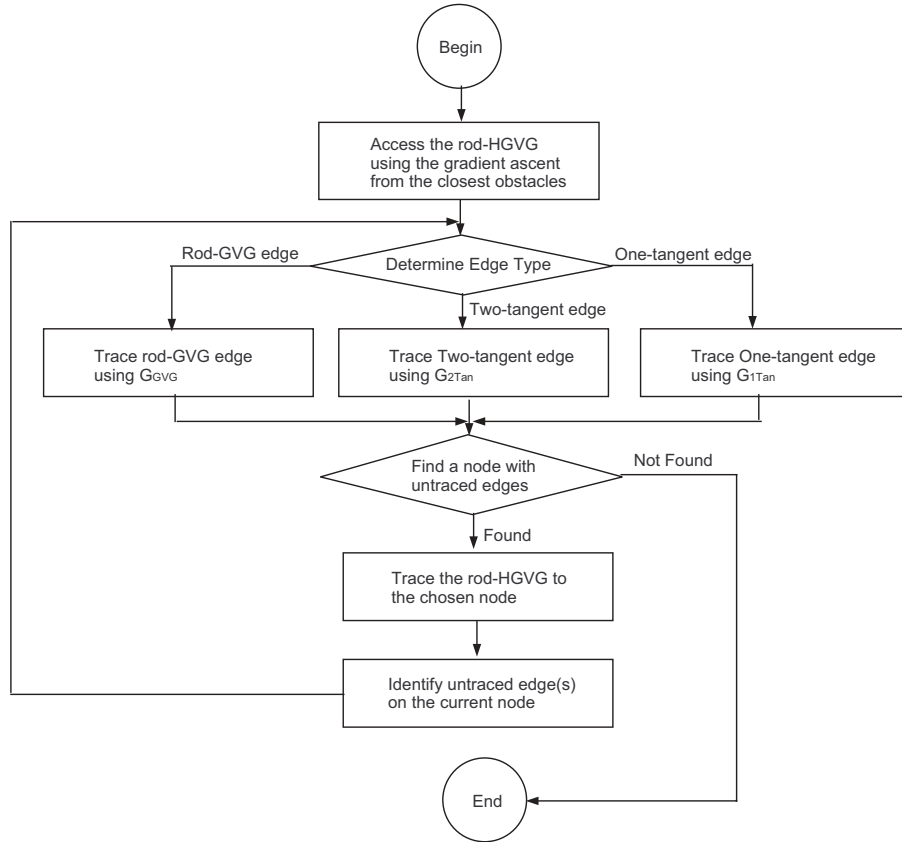 Begin
Access the rod-HGVG
using the gradient ascent
from the closest obstacles
Rod-GVG edge
Determine Edge Type
One-tangent edge
Two-tangent edge
Trace rod-GVG edge
using GGVG
Trace Two-tangent edge
using G2Tan
Trace One-tangent edge
using G1Tan
Find a node with
untraced edges
Not Found
Found
Trace the rod-HGVG to
the chosen node
Identify untraced edge(s)
on the current node
End